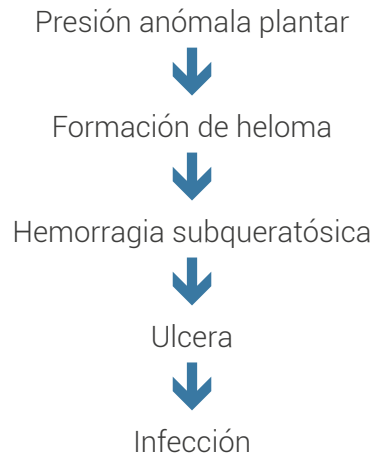 Presión anómala plantar
Formación de heloma
Hemorragia subqueratósica
Ulcera
Infección